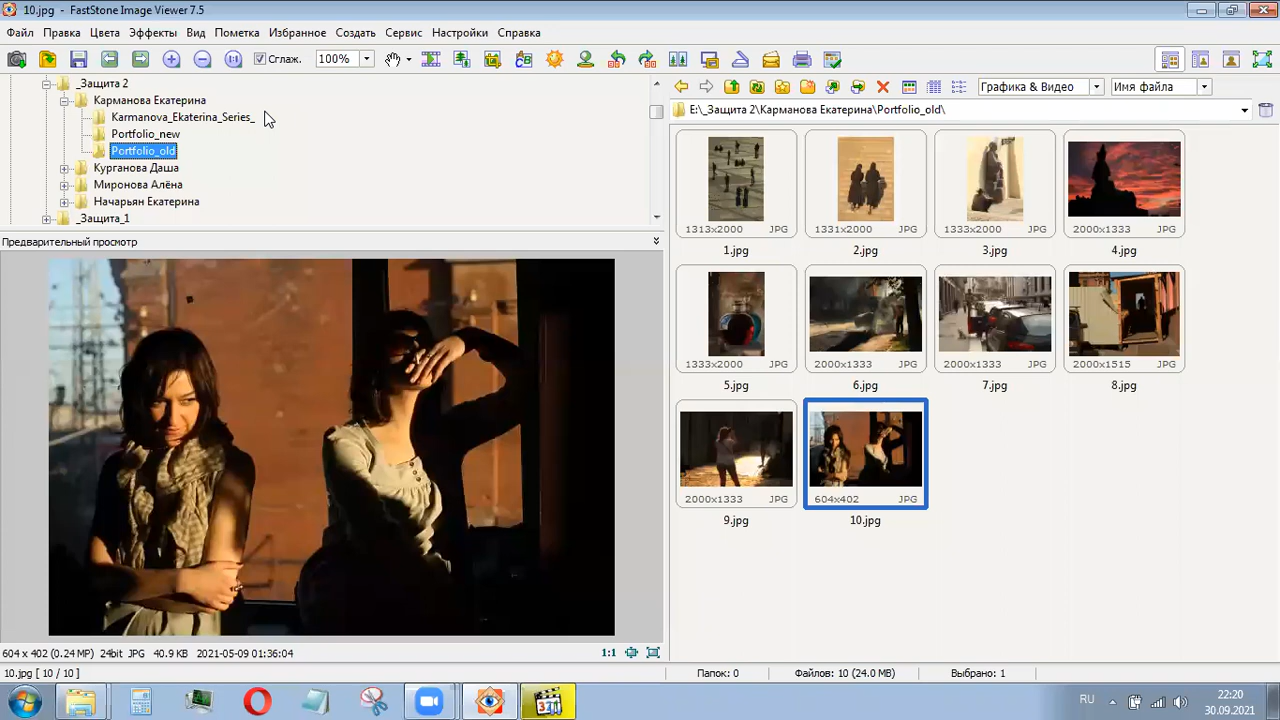 10.jpg - FastStone Image Viewer 7.5
Файл Правка Цвета Эффекты Вид Пометка Избранное Создать Сервис Настройки Справка
Сглаж. 100%
Графика & Видео Имя файла
_Защита 2
Карманова Екатерина
Karmanova_Ekaterina_Series_
Portfolio_new
Portfolio_old
Курганова Даша
Миронова Алёна
Начарьян Екатерина
_Защита_1
Предварительный просмотр
604 x 402 (0.24 MP) 24bit JPG 40.9 KB 2021-05-09 01:36:04
1:1
10.jpg [ 10 / 10 ]
E:\_Защита 2\Карманова Екатерина\Portfolio_old\
1313x2000 JPG
1331x2000 JPG
1333x2000 JPG
2000x1333 JPG
1.jpg
2.jpg
3.jpg
4.jpg
1333x2000 JPG
2000x1333 JPG
2000x1333 JPG
2000x1515 JPG
5.jpg
6.jpg
7.jpg
8.jpg
2000x1333 JPG
604x402 JPG
9.jpg
10.jpg
Папок: 0
Файлов: 10 (24.0 MB)
Выбрано: 1
RU
22:20
30.09.2021